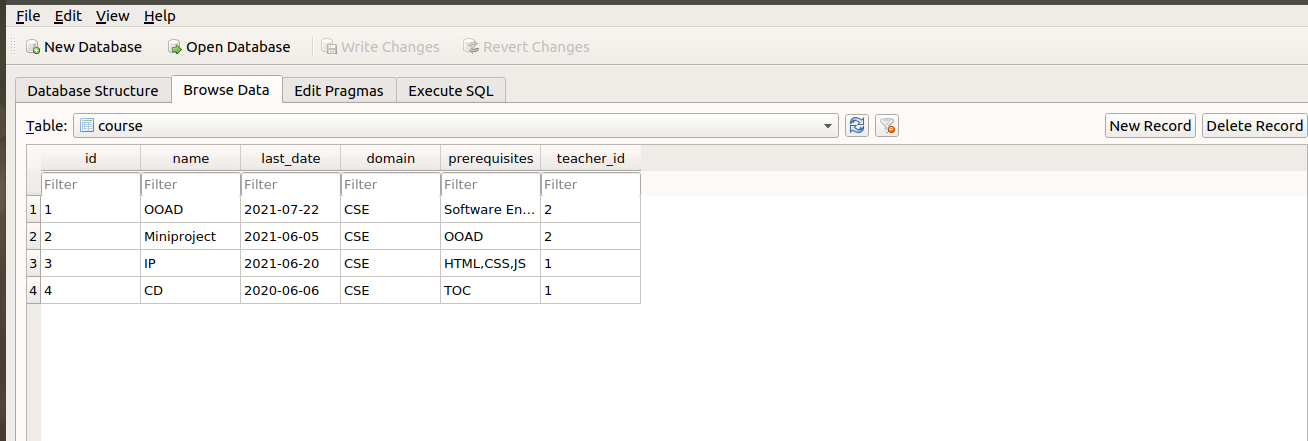 File Edit View Help
New Database Open Database Write Changes Revert Changes
Database Structure Browse Data Edit Pragmas Execute SQL
Table: course New Record Delete Record
id name last_date domain prerequisites teacher_id
Filter Filter Filter Filter Filter Filter
1 1 OOAD 2021-07-22 CSE Software En... 2
2 2 Miniproject 2021-06-05 CSE OOAD 2
3 3 IP 2021-06-20 CSE HTML,CSS,JS 1
4 4 CD 2020-06-06 CSE TOC 1